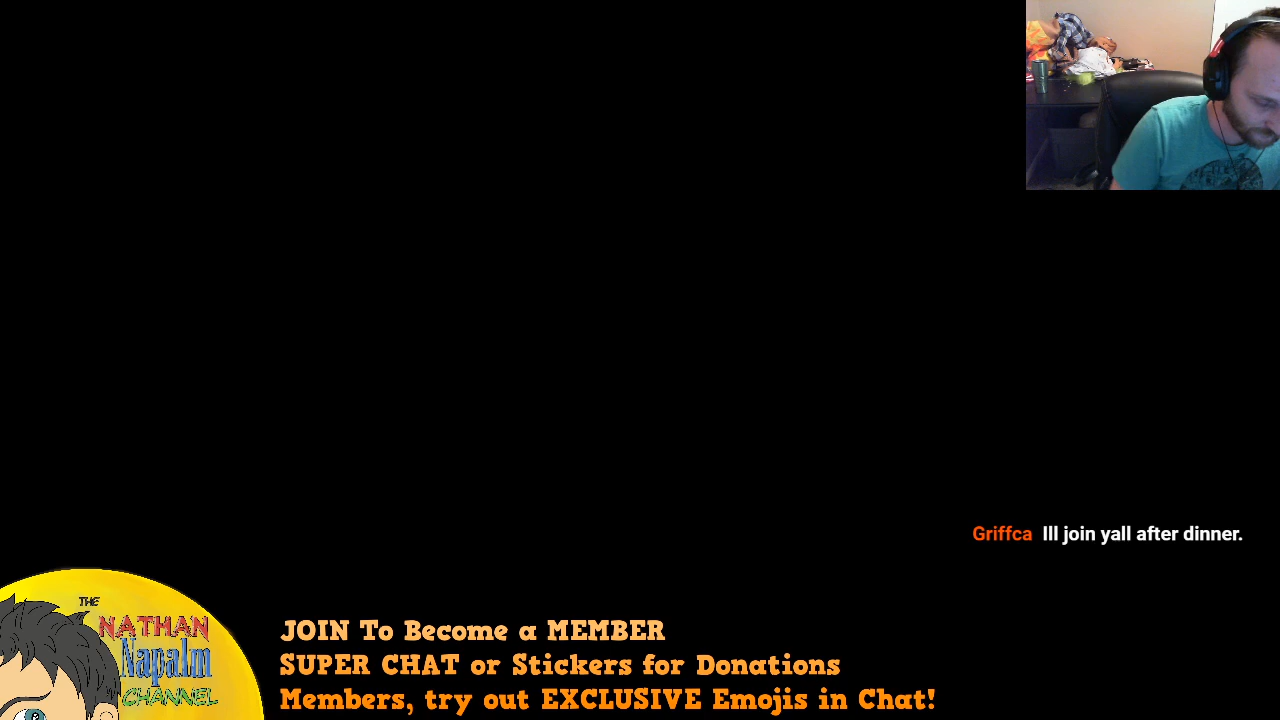 Griffca Ill join yall after dinner.
THE
NATHAN
Napalm
CHANNEL
JOIN To Become a MEMBER
SUPER CHAT or Stickers for Donations
Members, try out EXCLUSIVE Emojis in Chat!